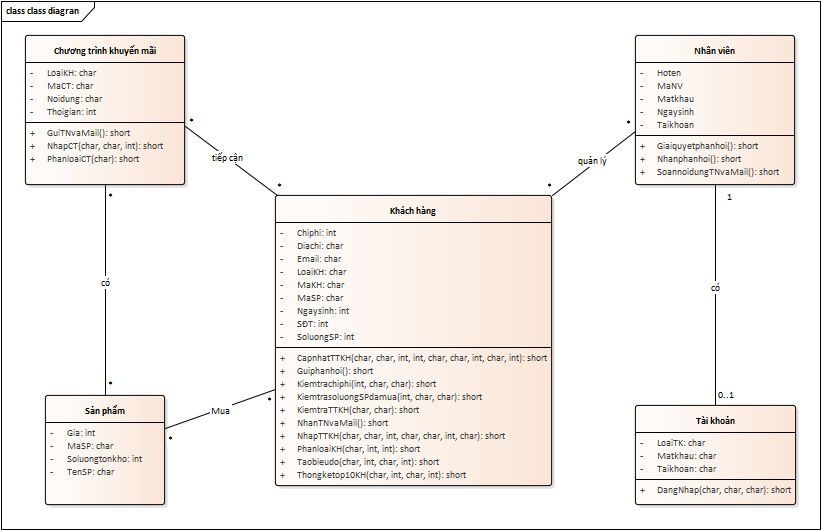 class class diagran
Chương trình khuyến mãi
- LoaiKH: char
- MaCT: char
- Noidung: char
- Thoigian: int
+ GuiTNvaMail(): short
+ NhapCT(char, char, int): short
+ PhanloaiCT(char): short
Nhân viên
- Hoten
- MaNV
- Matkhau
- Ngaysinh
- Taikhoan
+ Giaiquyetphanhoi(): short
+ Nhanphanhoi(): short
+ SoannoidungTNvaMail(): short
*
tiếp cận
*
*
quản lý
*
Khách hàng
- Chiphi: int
- Diachi: char
- Email: char
- LoaiKH: char
- MaKH: char
- MaSP: char
- Ngaysinh: int
- SĐT: int
- SoluongSP: int
+ CapnhatTTKH(char, char, int, int, char, char, int, char, int): short
+ Guiphanhoi(): short
+ Kiemtrachiphi(int, char): short
+ KiemtrasoluongSPdamua(int, char, char): short
+ KiemtraTTKH(char, char): short
+ NhanTNvaMail(): short
+ NhapTTKH(char, char, int, char, char, int, char): short
+ PhanloaiKH(char, int, int): short
+ Taobieudo(char, int, char, int): short
+ Thongketop10KH(char, int, char, int): short
*
có
*
1
có
0..1
Sản phẩm
- Gia: int
- MaSP: char
- Soluongtonkho: int
- TenSP: char
*
Mua
*
Tài khoản
- LoaiTK: char
- Matkhau: char
- Taikhoan: char
+ DangNhap(char, char, char): short